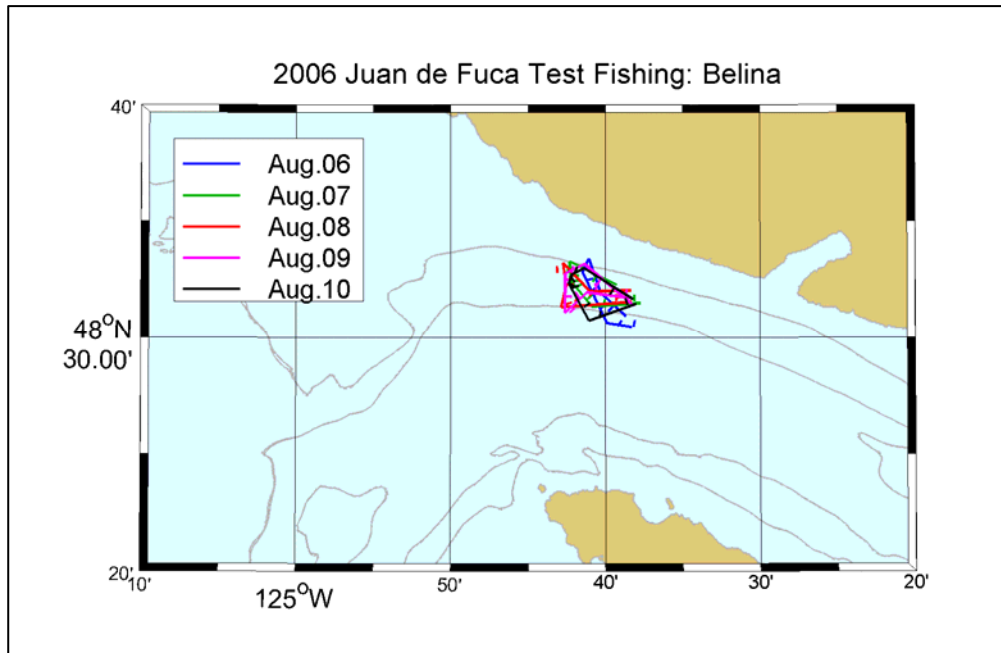 2006 Juan de Fuca Test Fishing: Belina
40'
Aug.06
Aug.07
Aug.08
Aug.09
Aug.10
48°N
30.00'
20'
10'
125°W
50'
40'
30'
20'